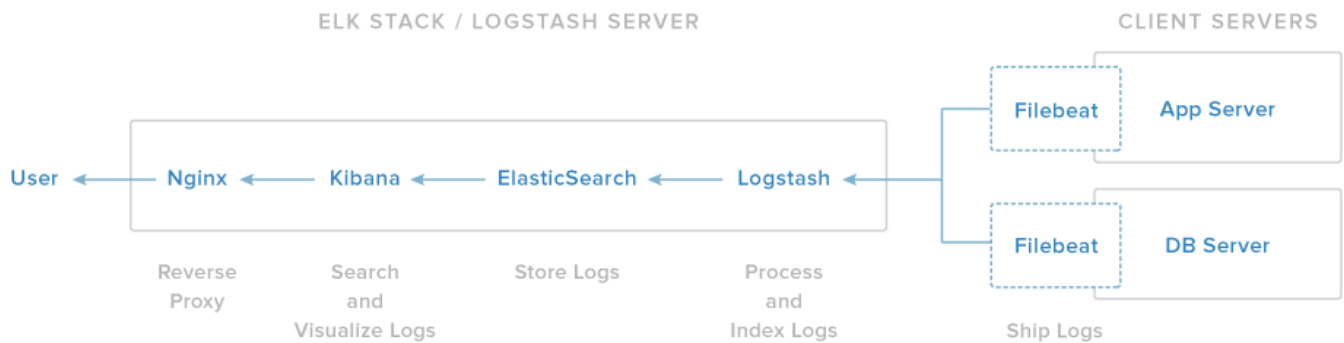 ELK STACK / LOGSTASH SERVER
CLIENT SERVERS
Filebeat
App Server
User
Nginx
Kibana
ElasticSearch
Logstash
Filebeat
DB Server
Reverse
Proxy
Search
and
Visualize Logs
Store Logs
Process
and
Index Logs
Ship Logs